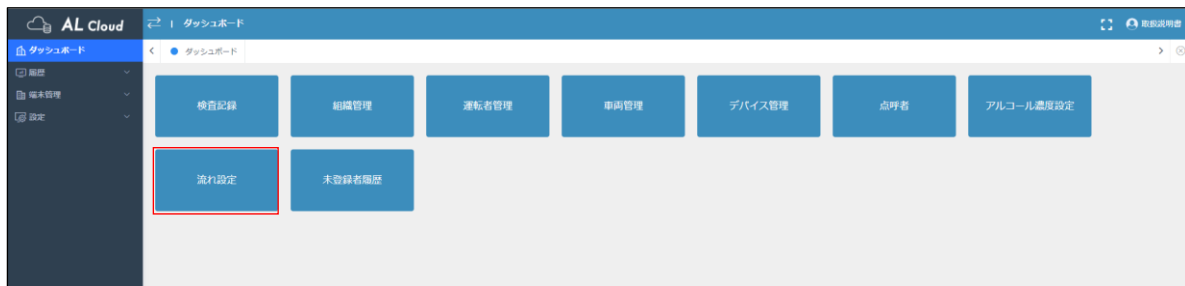 AL Cloud
ダッシュボード
取扱説明書
ダッシュボード
ダッシュボード
履歴
端末管理
設定
検査記録
組織管理
運転者管理
車両管理
デバイス管理
点呼者
アルコール濃度設定
流れ設定
未登録者履歴